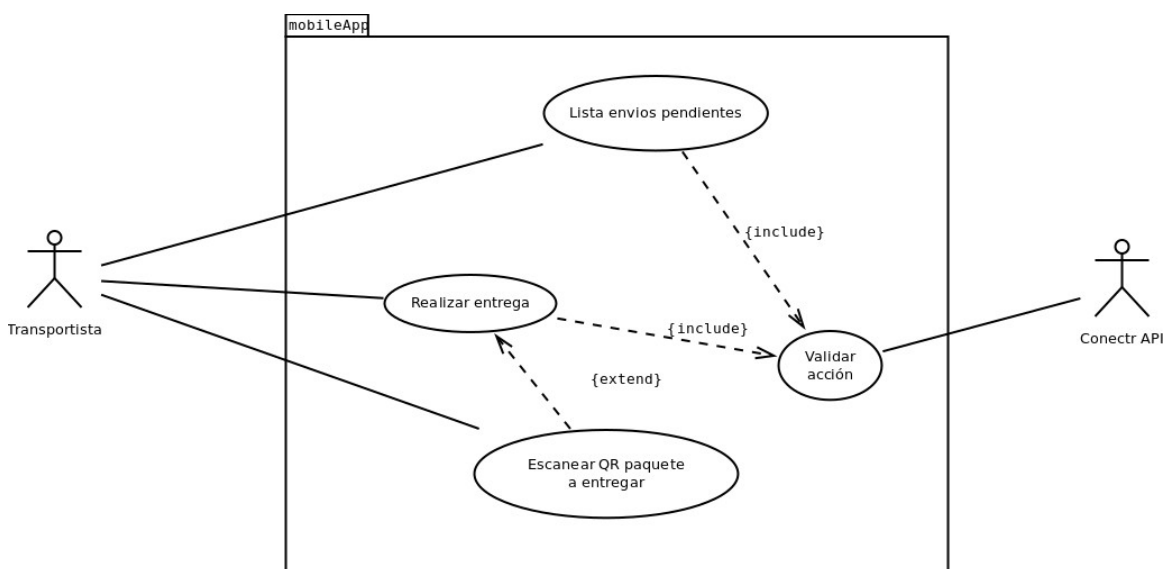 mobileApp
Lista envios pendientes
{include}
Realizar entrega
{include}
Transportista
Conectr API
Validar
acción
{extend}
Escanear QR paquete
a entregar